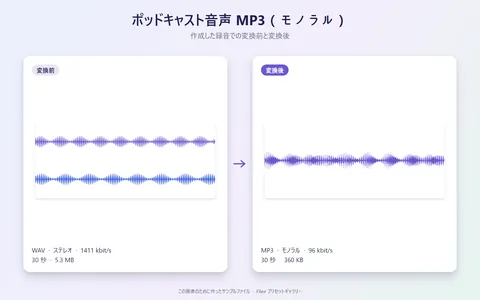 ポッドキャスト音声 MP3 ( モノラル )
作成した録音での変換前と変換後
変換前
変換後
WAV · ステレオ · 1411 kbit/s
30 秒 · 5.3 MB
MP3 · モノラル · 96 kbit/s
30 秒 · 360 KB
この図表のために作ったサンプルファイル · Fileur プリセットギャラリー